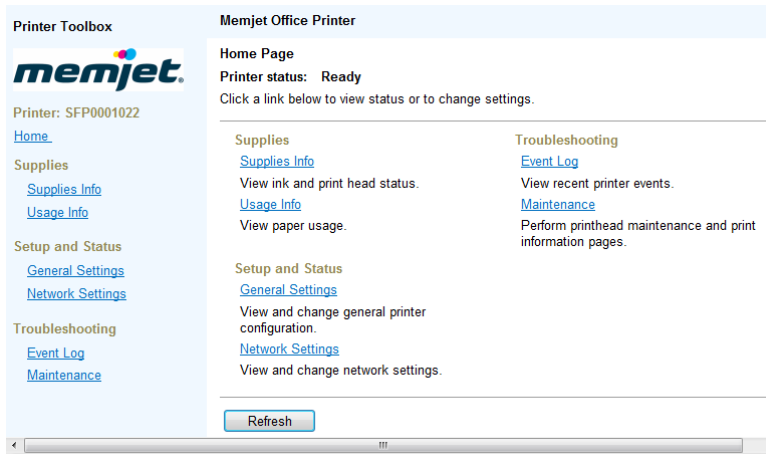 Printer Toolbox
memjet.
Printer: SFP0001022
Home
Supplies
Supplies Info
Usage Info
Setup and Status
General Settings
Network Settings
Troubleshooting
Event Log
Maintenance
Memjet Office Printer
Home Page
Printer status: Ready
Click a link below to view status or to change settings.
Supplies
Supplies Info
View ink and print head status.
Usage Info
View paper usage.
Setup and Status
General Settings
View and change general printer
configuration.
Network Settings
View and change network settings.
Troubleshooting
Event Log
View recent printer events.
Maintenance
Perform printhead maintenance and print
information pages.
Refresh